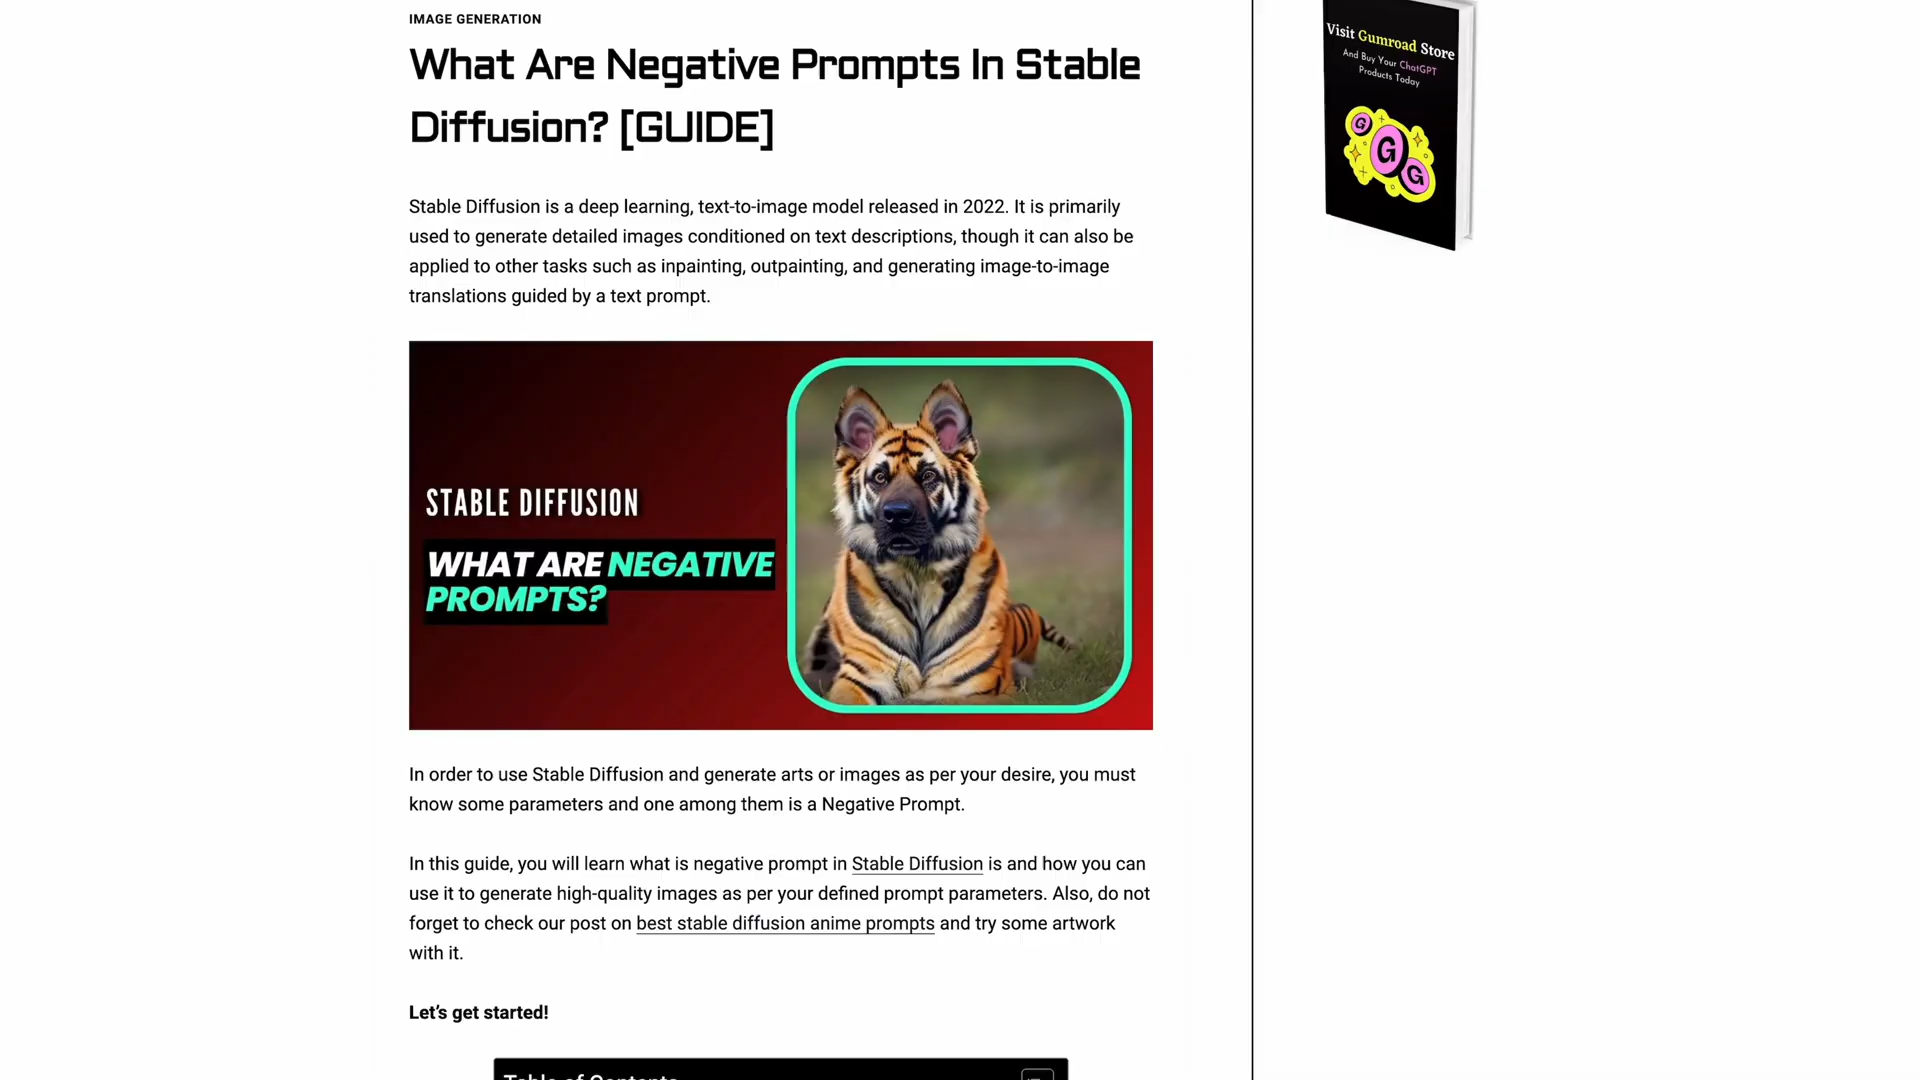 IMAGE GENERATION
What Are Negative Prompts In Stable
Diffusion? [GUIDE]
Stable Diffusion is a deep learning, text-to-image model released in 2022. It is primarily
used to generate detailed images conditioned on text descriptions, though it can also be
applied to other tasks such as inpainting, outpainting, and generating image-to-image
translations guided by a text prompt.
STABLE DIFFUSION
WHAT ARE NEGATIVE
PROMPTS?
In order to use Stable Diffusion and generate arts or images as per your desire, you must
know some parameters and one among them is a Negative Prompt.
In this guide, you will learn what is negative prompt in Stable Diffusion is and how you can
use it to generate high-quality images as per your defined prompt parameters. Also, do not
forget to check our post on best stable diffusion anime prompts and try some artwork
with it.
Let’s get started!
Table of Contents
Visit Gumroad Store
And Buy Your ChatGPT
Products Today
G
G
G